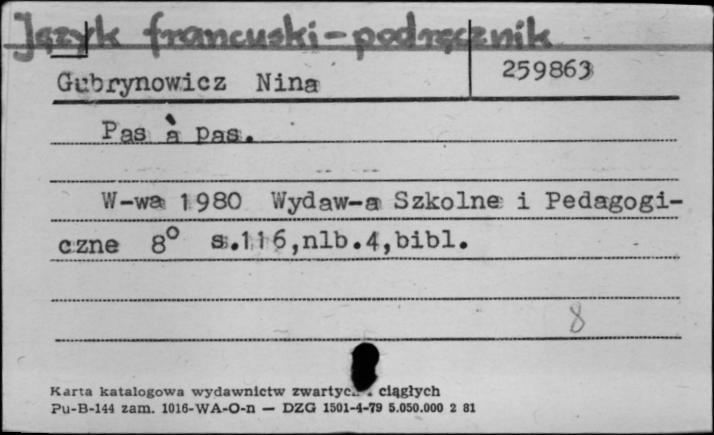 Język francuski - podręcznik
Gubrynowicz Nina
259863
Pas à pas.
W-wa 1980 Wydaw-a Szkolne i Pedagogi-
czne 8° s.116,nlb.4,bibl.
8
Karta katalogowa wydawnictw ciągłych
Pu-B-144 zam. 1016-WA-O-n — DZG 1501-4-79 5.050.000 2 81